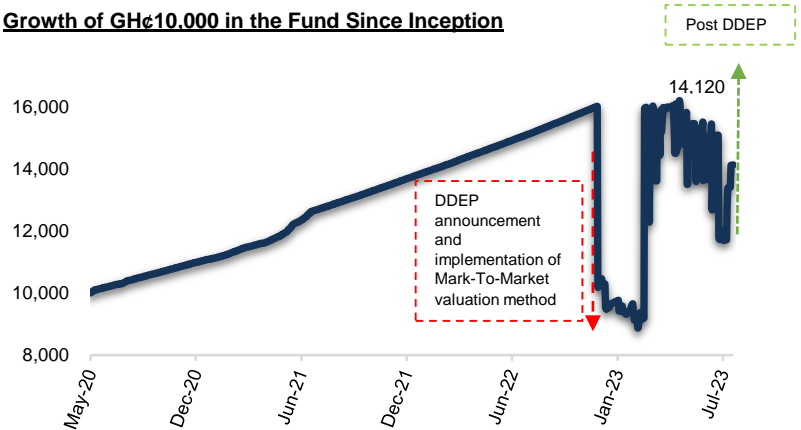 Growth of GH¢10,000 in the Fund Since Inception
Post DDEP
14,120
16,000
14,000
12,000
10,000
8,000
DDEP
announcement
and
implementation of
Mark-To-Market
valuation method
May-20
Dec-20
Jun-21
Dec-21
Jun-22
Jan-23
Jul-23